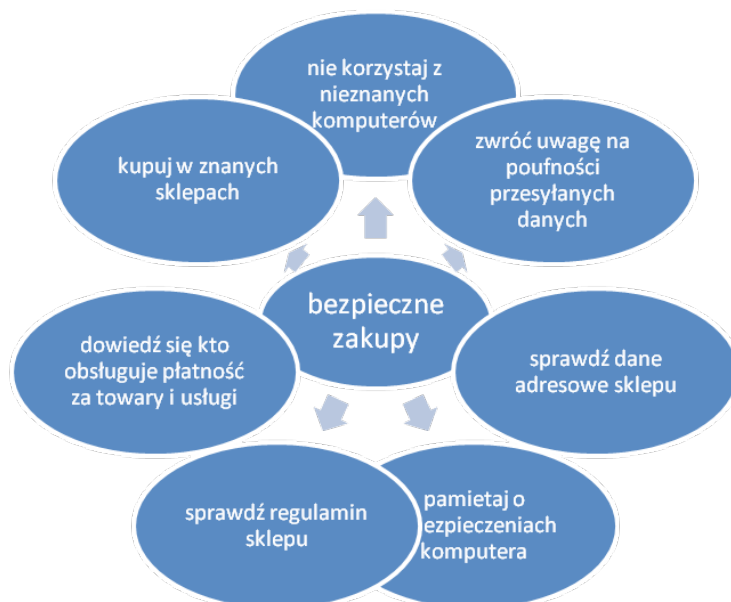 nie korzystaj z
nieznanych
komputerów
zwróć uwagę na
poufności
przesyłanych
danych
sprawdź dane
adresowe sklepu
pamietaj o
ezpieczeniach
komputera
sprawdź regulamin
sklepu
dowiedź się kto
obsługuje płatność
za towary i usługi
kupuj w znanych
sklepach
bezpieczne
zakupy